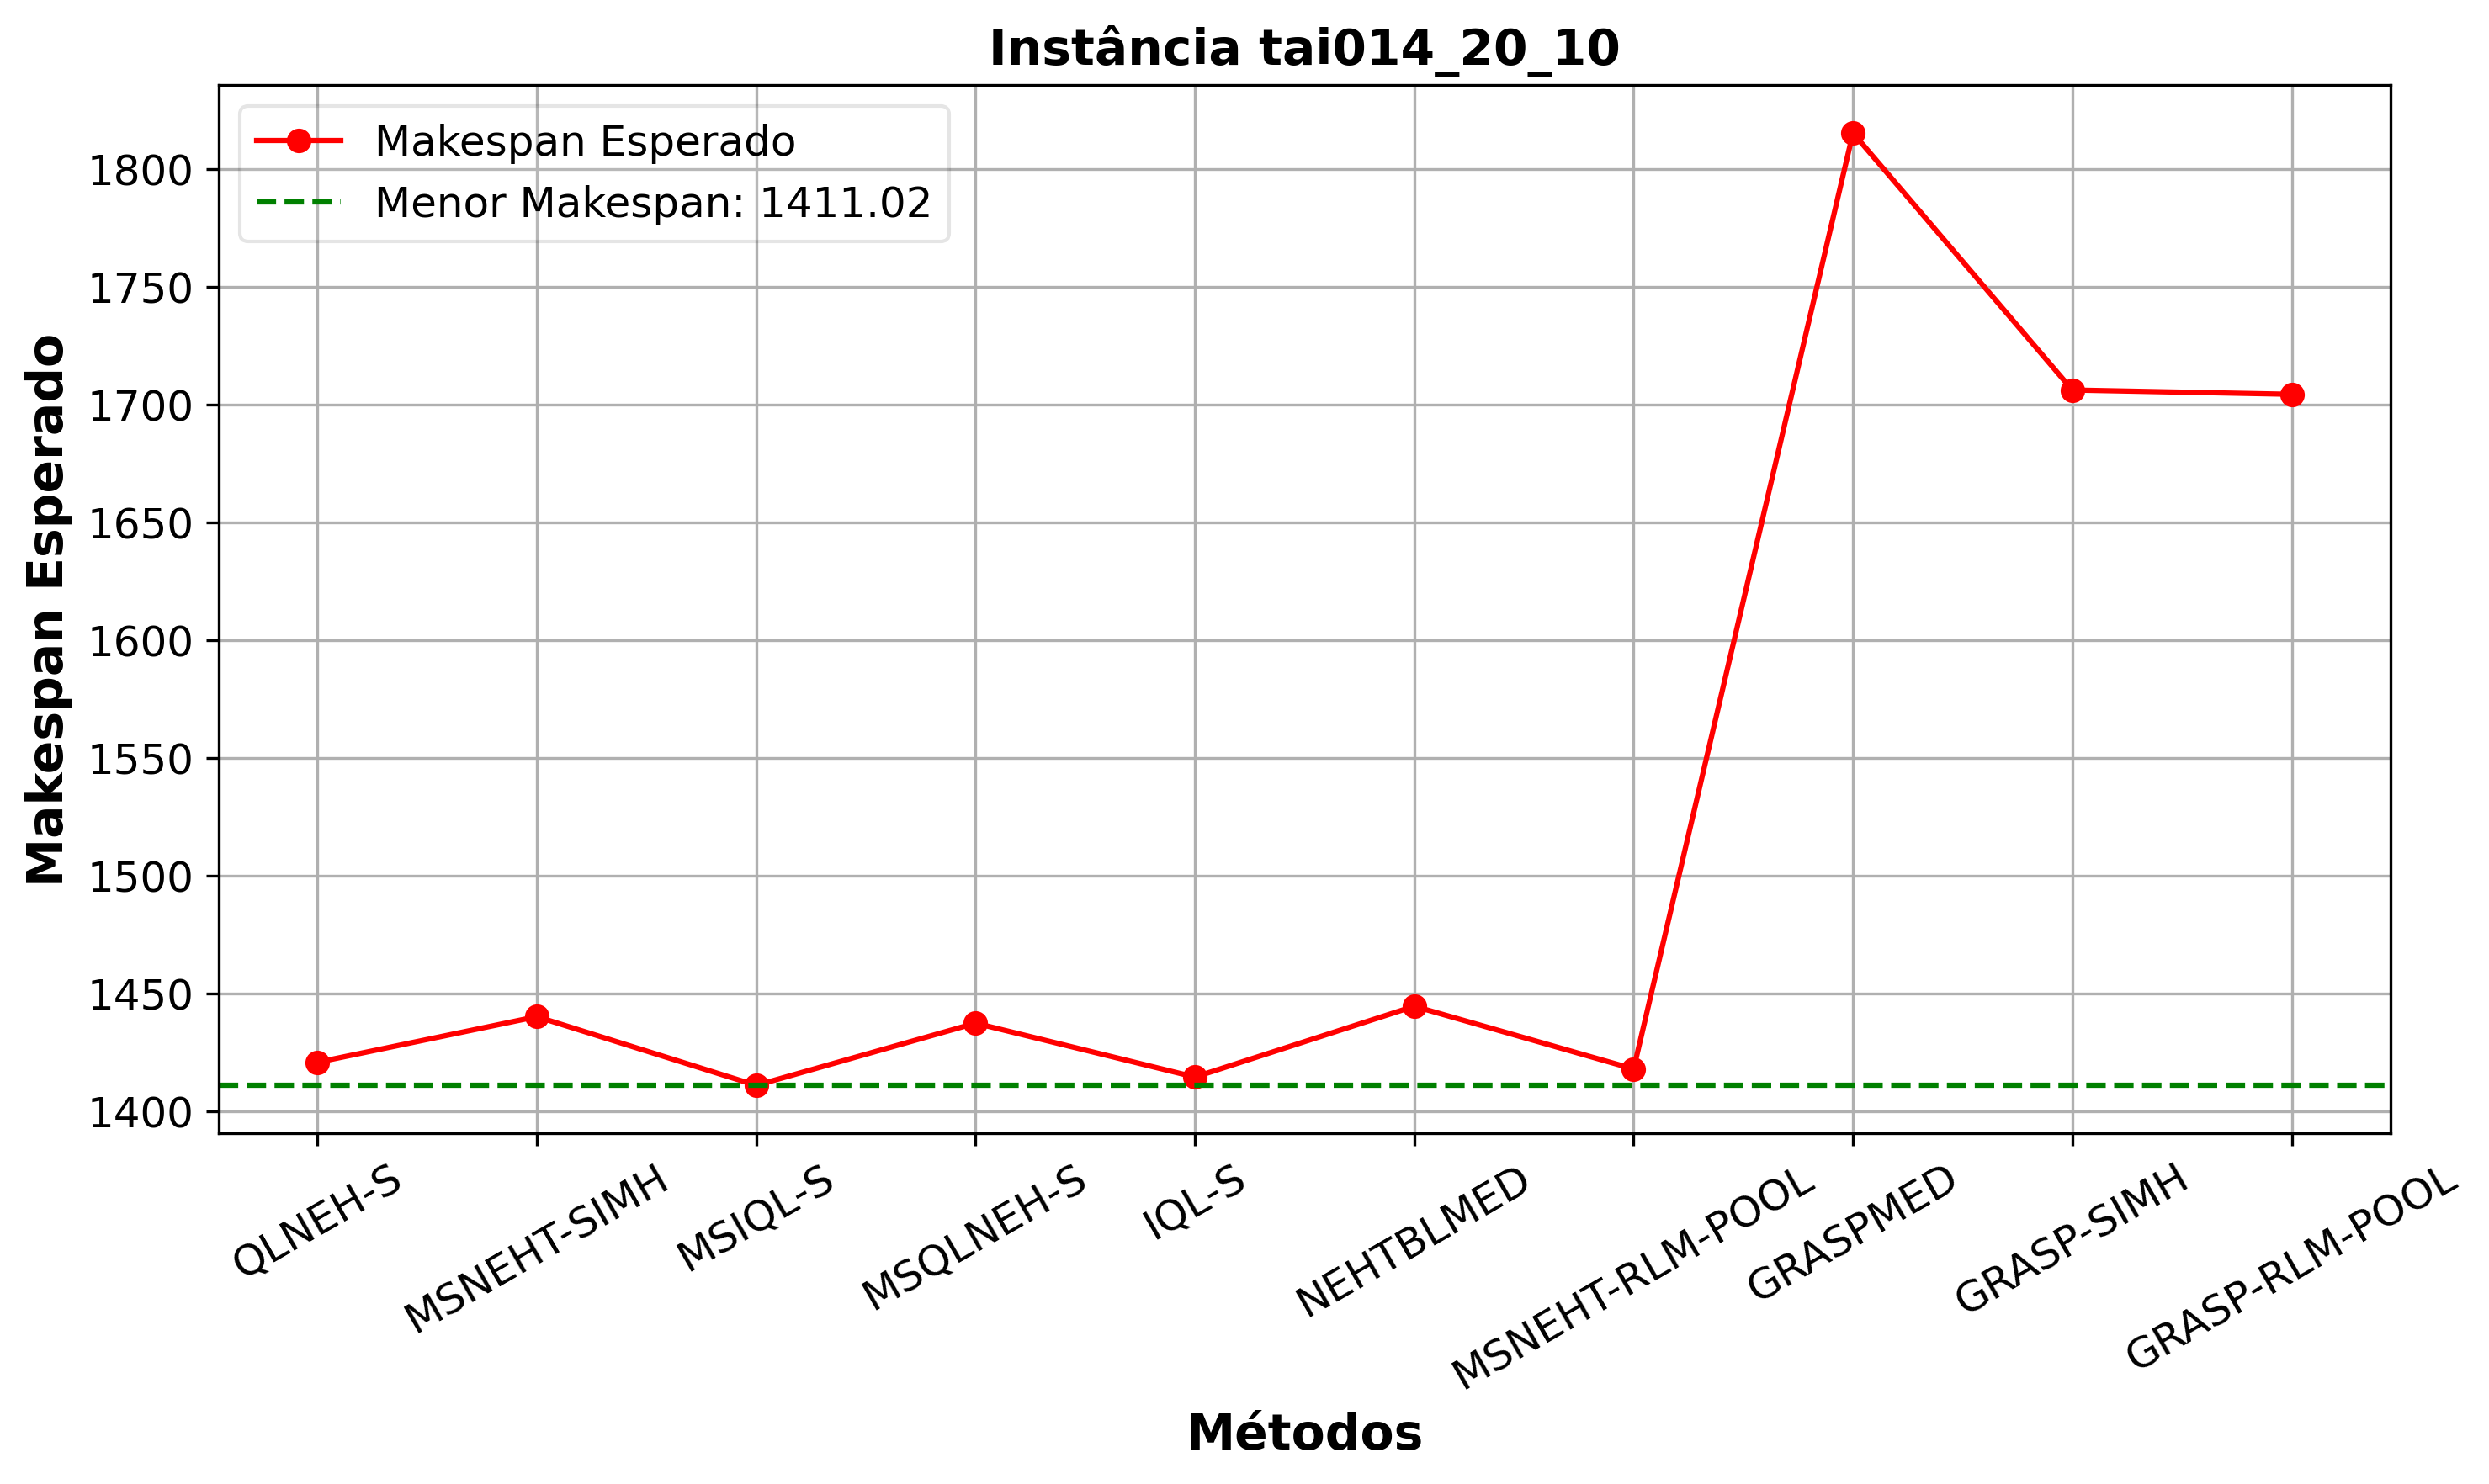 Instância tai014_20_10
Makespan Esperado
Menor Makespan: 1411.02
Makespan Esperado
1800
1750
1700
1650
1600
1550
1500
1450
1400
QLNEH-S
MSNEHT-SIMH
MSIQL-S
MSQLNEH-S
IQL-S
NEHTBLMED
MSNEHT-RLM-POOL
GRASPMED
GRASP-SIMH
GRASP-RLM-POOL
Métodos